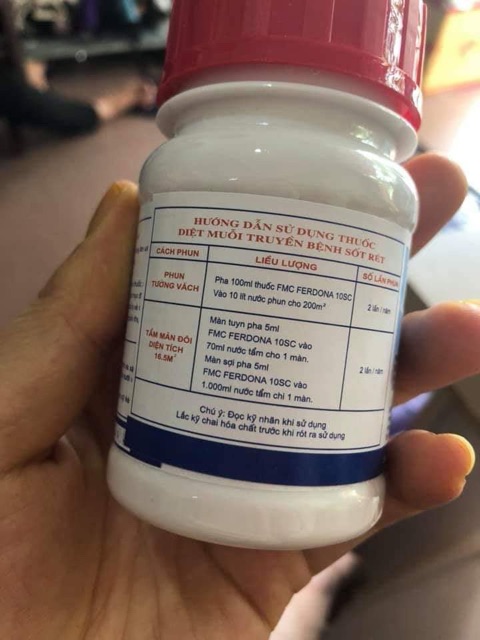 HƯỚNG DẪN SỬ DỤNG THUỐC
DIỆT MUỖI TRUYỀN BỆNH SỐT RÉT
CÁCH PHUN
LIỀU LƯỢNG
SỐ LẦN PHUN
PHUN
TƯỜNG VÁCH
Pha 100ml thuốc FMC FERDONA 10SC
Vào 10 lít nước phun cho 200m²
2 lần / năm
TẨM MÀN ĐÔI
DIỆN TÍCH
16.5M²
Màn tuyn pha 5ml
FMC FERDONA 10SC vào
70ml nước tẩm cho 1 màn.
Màn sợi pha 5ml
FMC FERDONA 10SC vào
1.000ml nước tẩm chi 1 màn.
2 lần / năm
Chú ý: Đọc kỹ nhãn khi sử dụng
Lắc kỹ chai hóa chất trước khi rót ra sử dụng